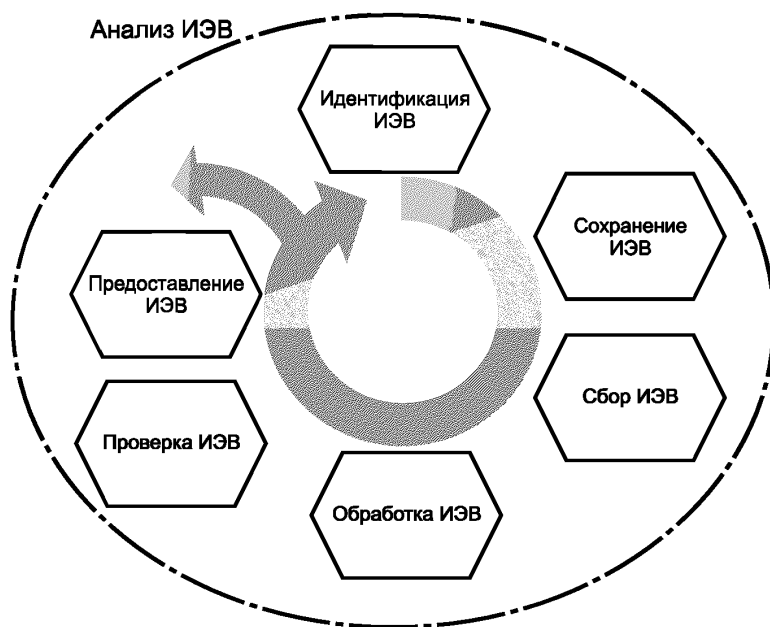 Анализ ИЭВ
Идентификация
ИЭВ
Сохранение
ИЭВ
Сбор ИЭВ
Обработка ИЭВ
Проверка ИЭВ
Предоставление
ИЭВ